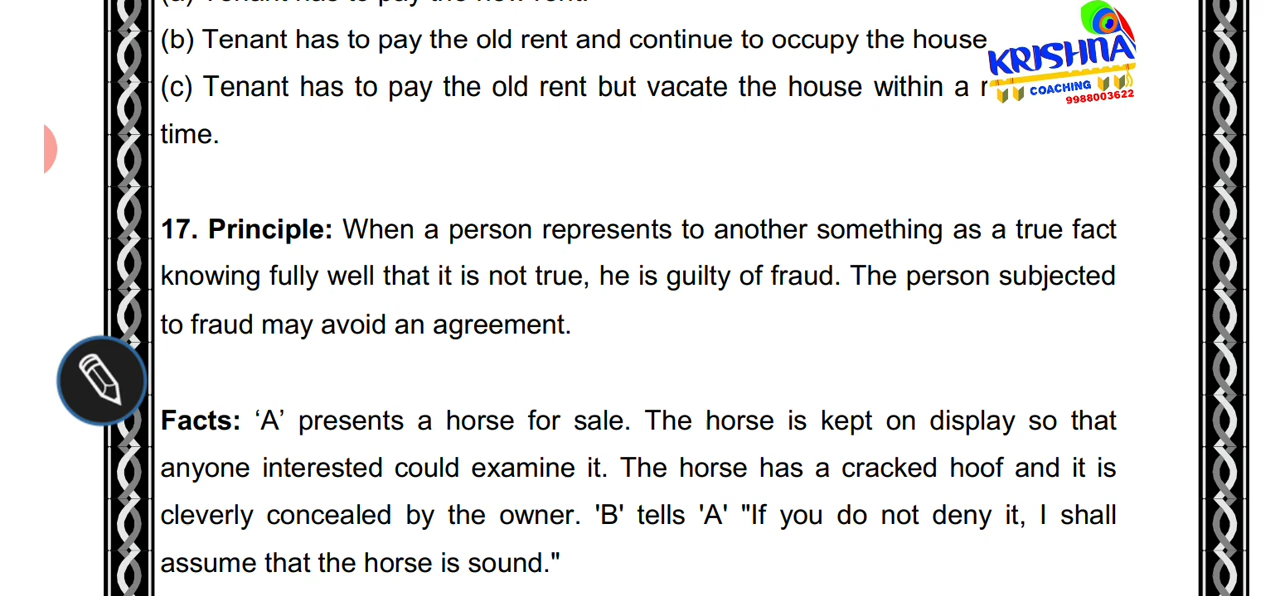 (b) Tenant has to pay the old rent and continue to occupy the house
(c) Tenant has to pay the old rent but vacate the house within a
time.
KRISHNA
COACHING
9988003622
17. Principle: When a person represents to another something as a true fact
knowing fully well that it is not true, he is guilty of fraud. The person subjected
to fraud may avoid an agreement.
Facts: ‘A’ presents a horse for sale. The horse is kept on display so that
anyone interested could examine it. The horse has a cracked hoof and it is
cleverly concealed by the owner. 'B' tells 'A' "If you do not deny it, I shall
assume that the horse is sound."